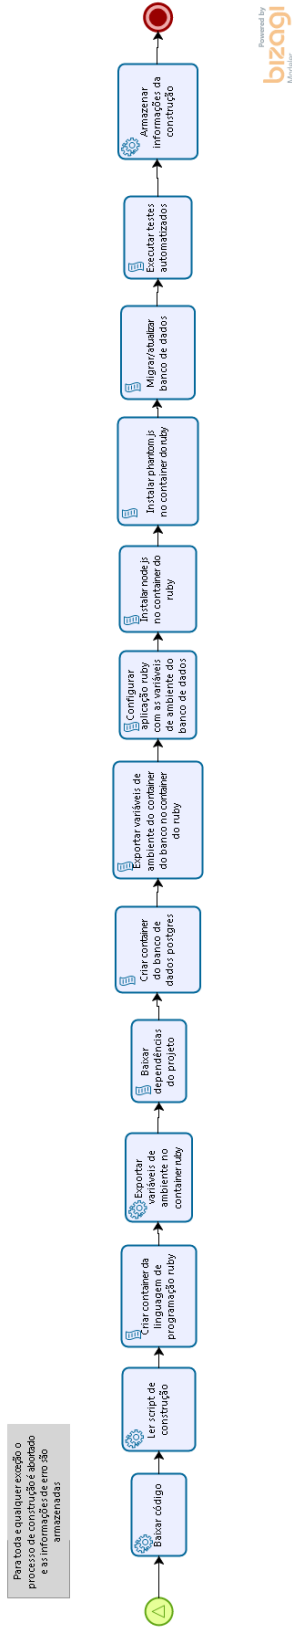 Para toda e qualquer exceção o
processo de construção é abortado
e as informações de erro são
armazenadas
Baixar código
Ler script de
construção
Criar container da
linguagem de
programação ruby
Exportar
variáveis de
ambiente no
container ruby
Baixar
dependências
do projeto
Criar container
do banco de
dados postgres
Exportar variáveis de
ambiente do container
do banco no container
do ruby
Configurar
aplicação ruby
com as variáveis
de ambiente do
banco de dados
Instalar node.js
no container do
ruby
Instalar phantom.js
no container do ruby
Migrar/atualizar
banco de dados
Executar testes
automatizados
Armazenar
informações da
construção
Powered by
bizagi
Modeler